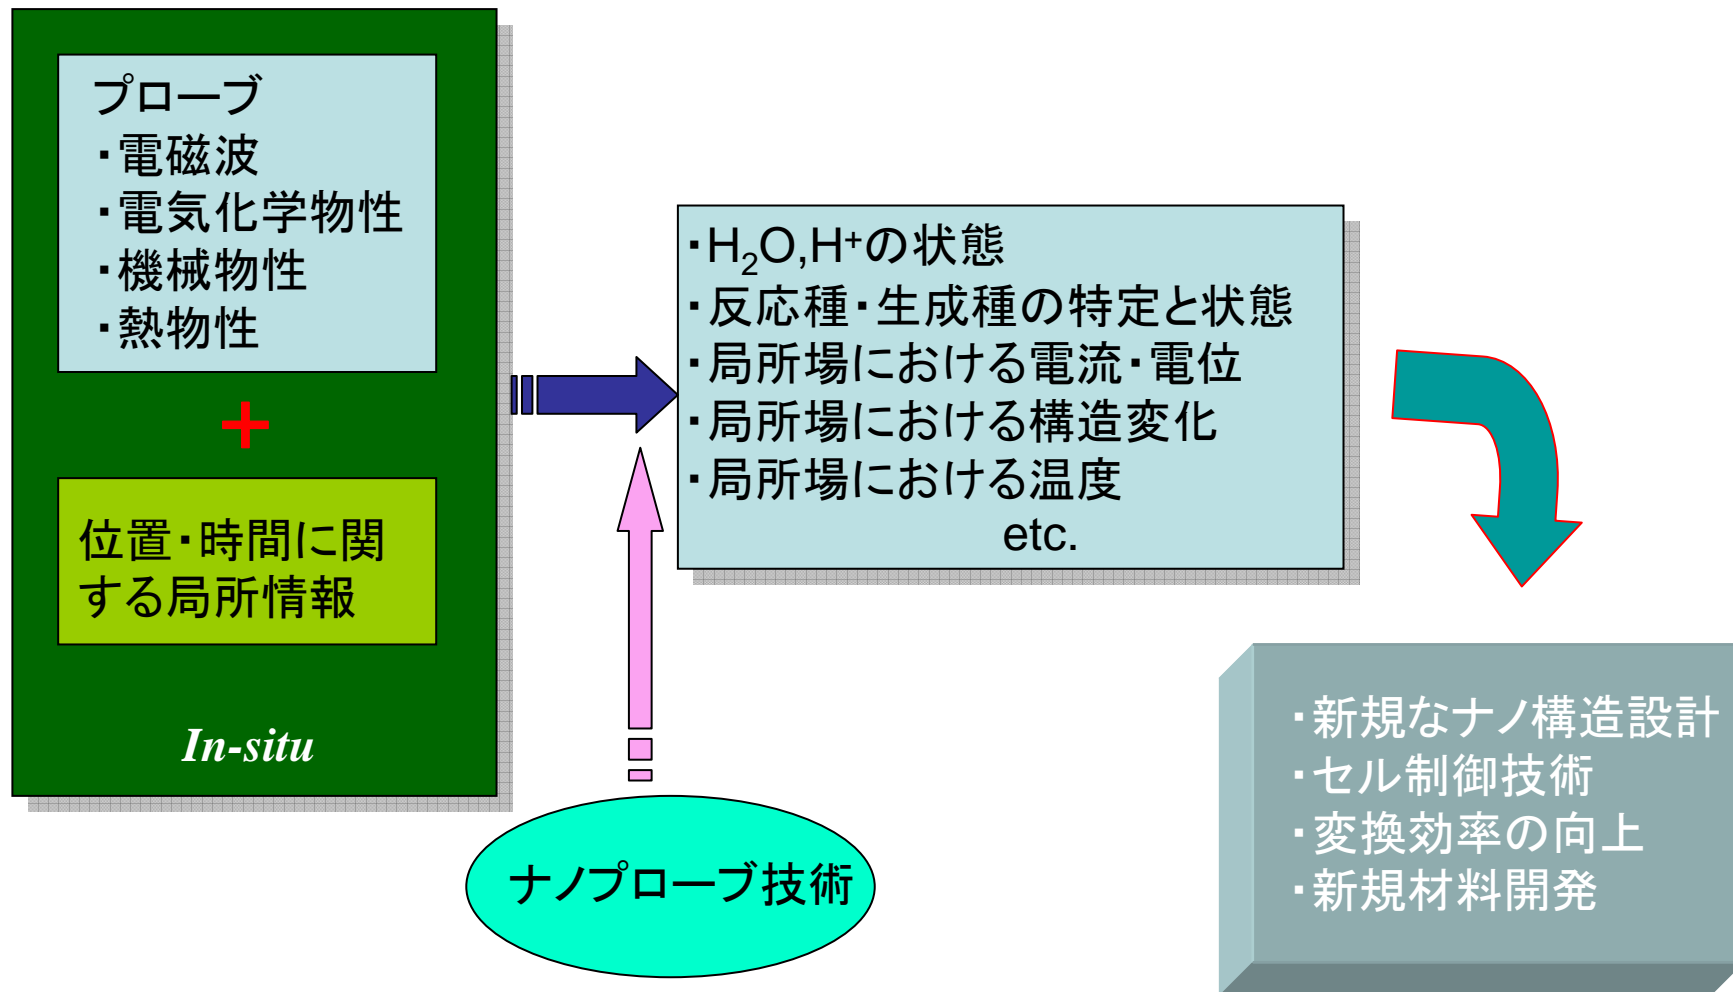 プローブ
・電磁波
・電気化学物性
・機械物性
・熱物性
+
位置・時間に関
する局所情報
In-situ
・H₂O,H⁺の状態
・反応種・生成種の特定と状態
・局所場における電流・電位
・局所場における構造変化
・局所場における温度
etc.
ナノプローブ技術
・新規なナノ構造設計
・セル制御技術
・変換効率の向上
・新規材料開発